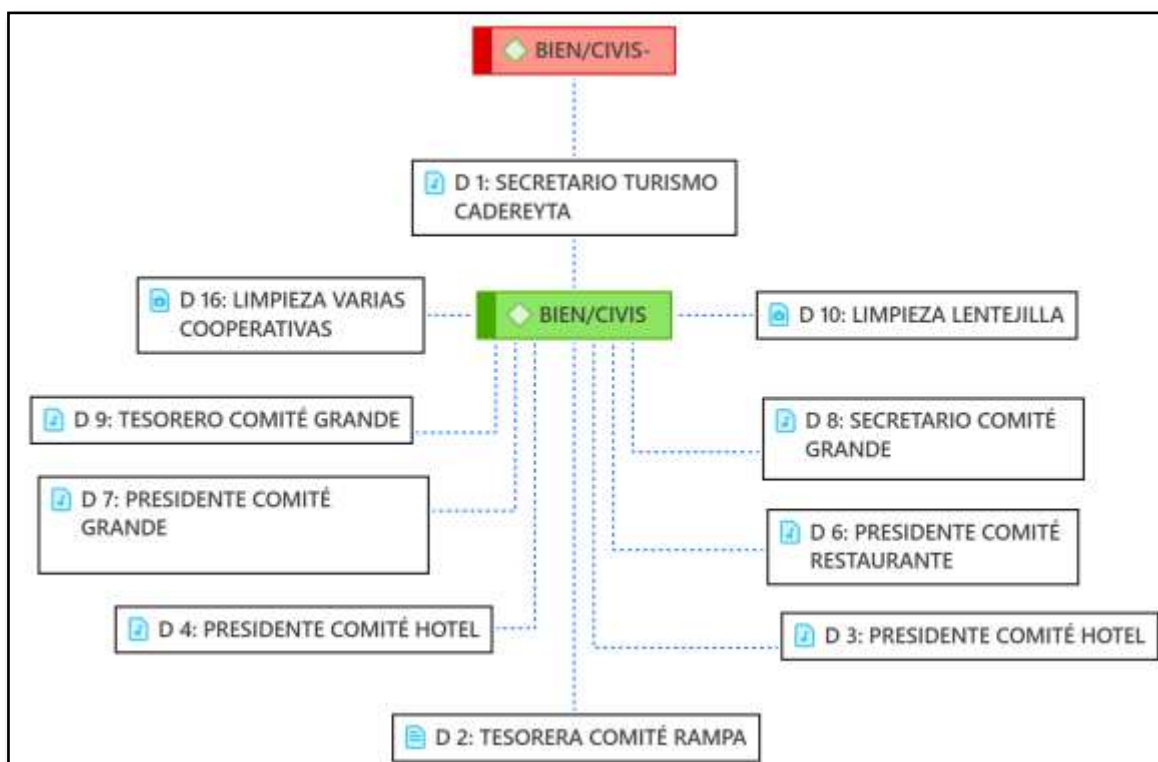 BIEN/CIVIS-
D 1: SECRETARIO TURISMO
CADEREYTA
D 16: LIMPIEZA VARIAS
COOPERATIVAS
BIEN/CIVIS
D 10: LIMPIEZA LENTEJILLA
D 9: TESORERO COMITÉ GRANDE
D 8: SECRETARIO COMITÉ
GRANDE
D 7: PRESIDENTE COMITÉ
GRANDE
D 6: PRESIDENTE COMITÉ
RESTAURANTE
D 4: PRESIDENTE COMITÉ HOTEL
D 3: PRESIDENTE COMITÉ HOTEL
D 2: TESORERA COMITÉ RAMPA